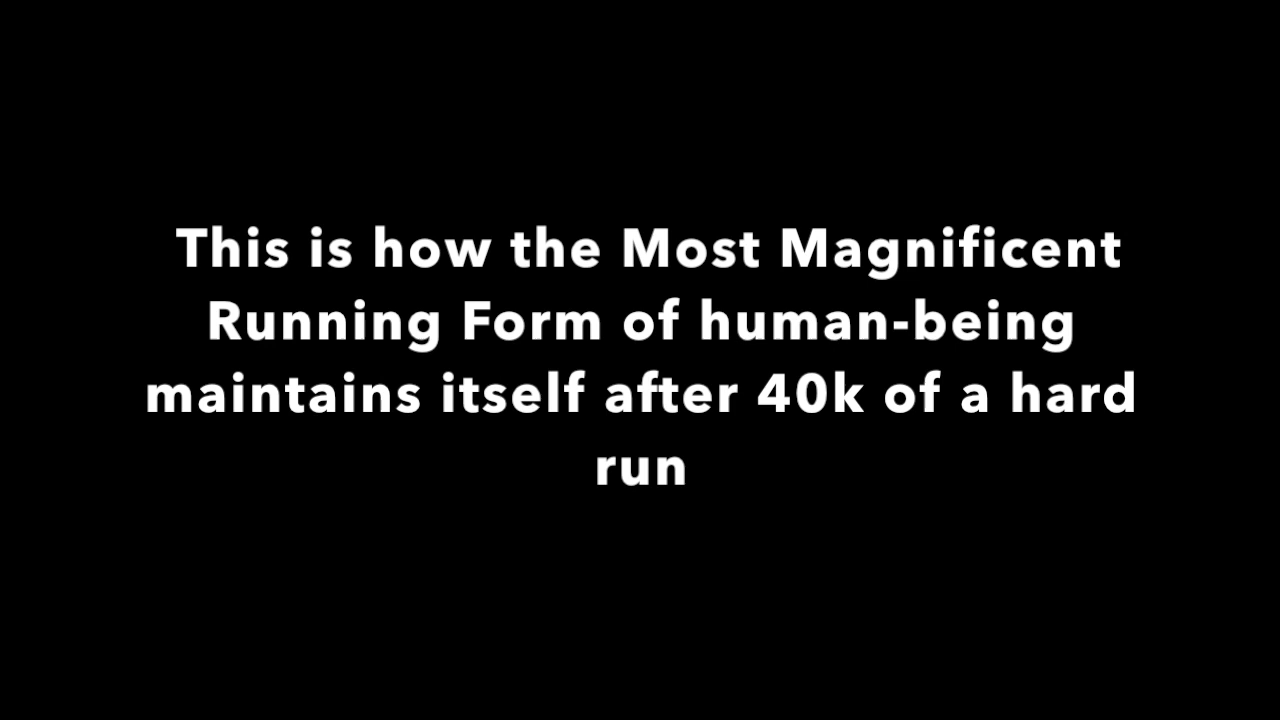 This is how the Most Magnificent
Running Form of human-being
maintains itself after 40k of a hard
run